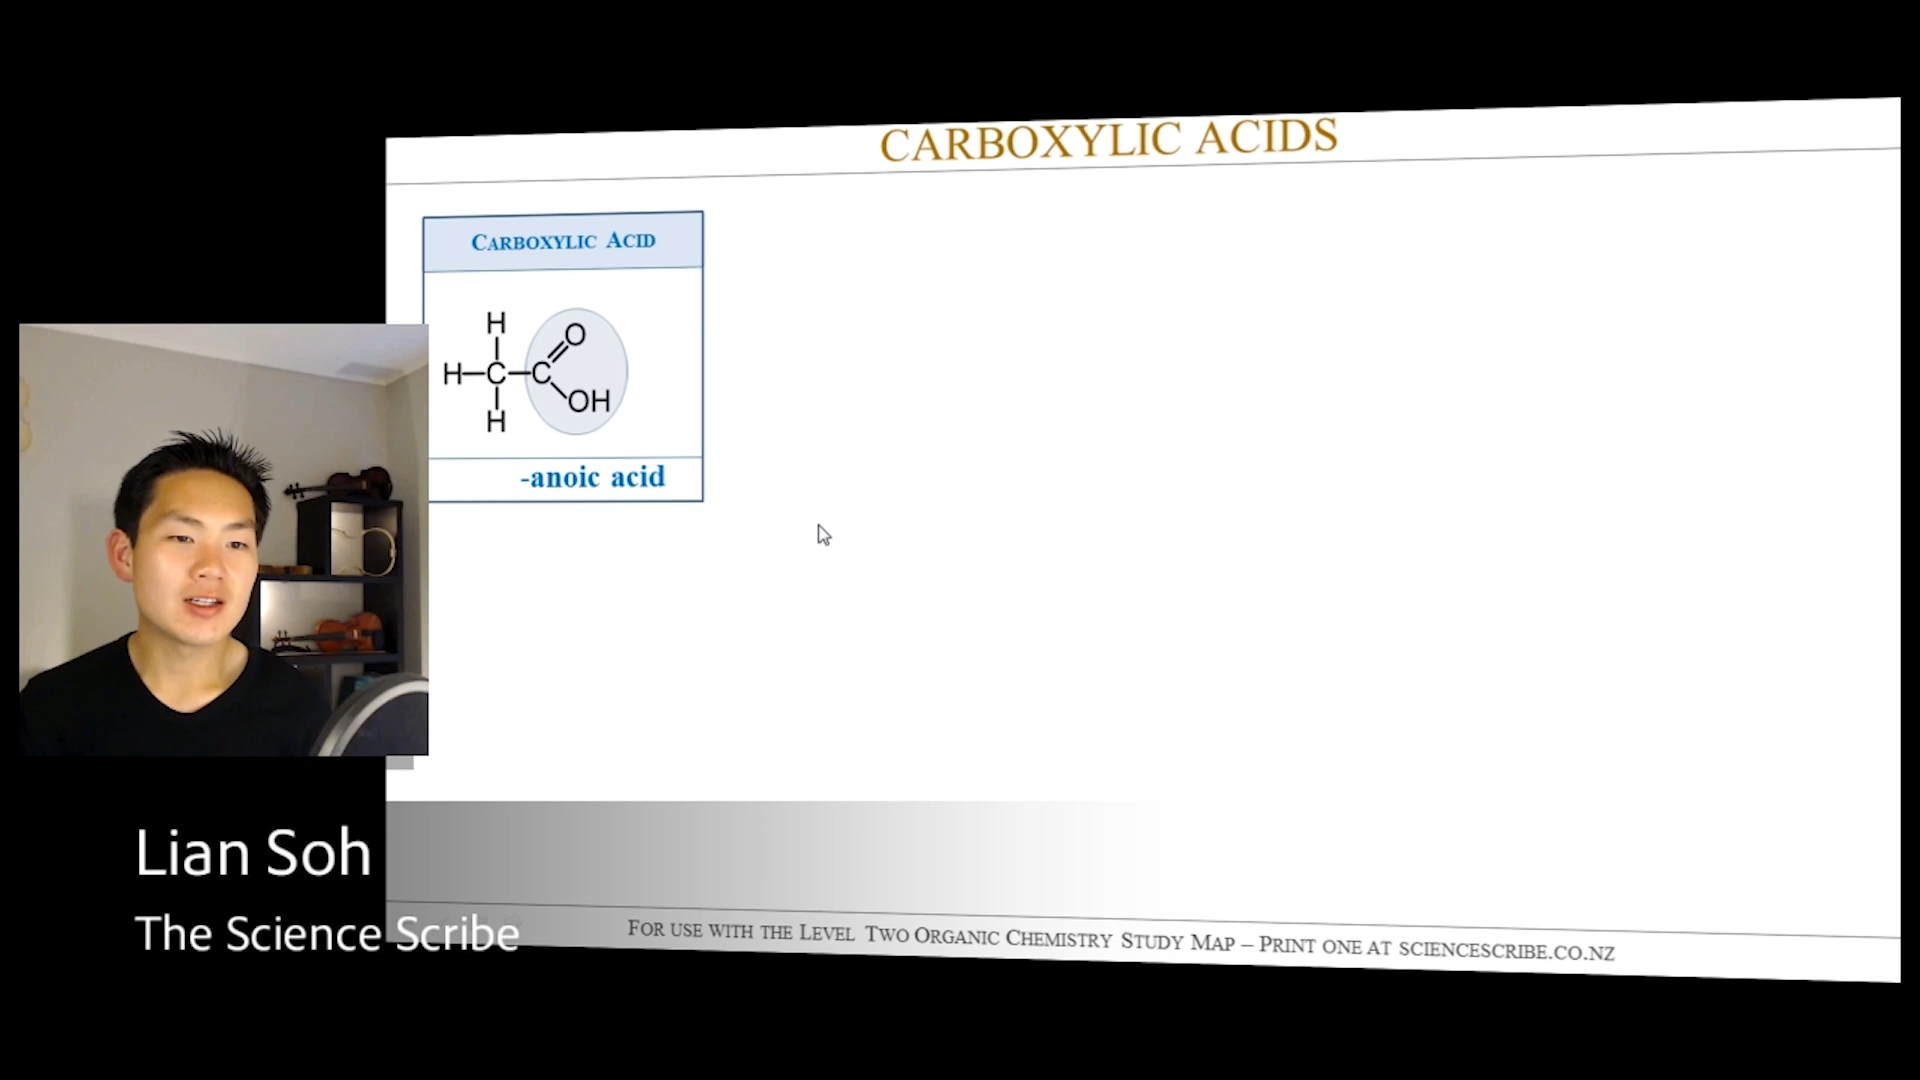 CARBOXYLIC ACIDS
CARBOXYLIC ACID
H
O
H C C
OH
H
-anoic acid
Lian Soh
The Science Scribe
FOR USE WITH THE LEVEL TWO ORGANIC CHEMISTRY STUDY MAP – PRINT ONE AT SCIENCESCRIBE.CO.NZ